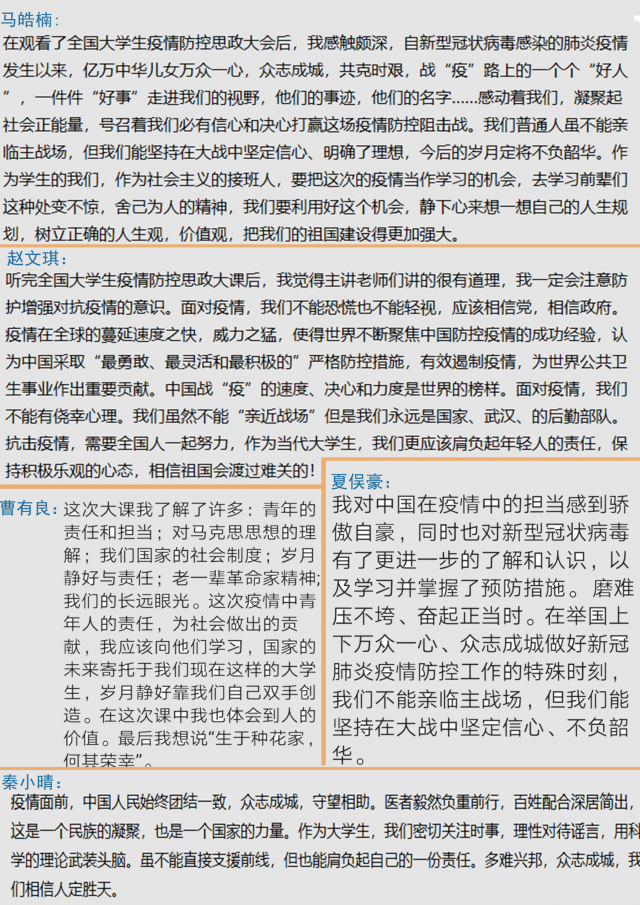 马皓楠:
在观看了全国大学生疫情防控思政大会后，我感触颇深，自新型冠状病毒感染的肺炎疫情
发生以来，亿万中华儿女万众一心，众志成城，共克时艰，战“疫”路上的一个个“好人
”，一件件“好事”走进我们的视野，他们的事迹，他们的名字......感动着我们，凝聚起
社会正能量，号召着我们必有信心和决心打赢这场疫情防控阻击战。我们普通人虽不能亲
临主战场，但我们能坚持在大战中坚定信心、明确了理想，今后的岁月定将不负韶华。作
为学生的我们，作为社会主义的接班人，要把这次的疫情当作学习的机会，去学习前辈们
这种处变不惊，舍己为人的精神，我们要利用好这个机会，静下心来想一想自己的人生规
划，树立正确的人生观，价值观，把我们的祖国建设得更加强大。
赵文琪：
听完全国大学生疫情防控思政大课后，我觉得主讲老师们讲的很有道理，我一定会注意防
护增强对抗疫情的意识。面对疫情，我们不能恐慌也不能轻视，应该相信党，相信政府。
疫情在全球的蔓延速度之快，威力之猛，使得世界不断聚焦中国防控疫情的成功经验，认
为中国采取“最勇敢、最灵活和最积极的”严格防控措施，有效遏制疫情，为世界公共卫
生事业作出重要贡献。中国战“疫”的速度、决心和力度是世界的榜样。面对疫情，我们
不能有侥幸心理。我们虽然不能“亲近战场”但是我们永远是国家、武汉、的后勤部队。
抗击疫情，需要全国人一起努力，作为当代大学生，我们更应该肩负起年轻人的责任，保
持积极乐观的心态，相信祖国会渡过难关的!
曹有良：
这次大课我了解了许多：青年的
责任和担当；对马克思思想的理
解；我们国家的社会制度；岁月
静好与责任；老一辈革命家精神;
我们的长远眼光。这次疫情中青
年人的责任，为社会做出的贡
献，我应该向他们学习，国家的
未来寄托于我们现在这样的大学
生，岁月静好靠我们自己双手创
造。在这次课中我也体会到人的
价值。最后我想说“生于种花家，
何其荣幸”。
夏俣豪:
我对中国在疫情中的担当感到骄
傲自豪，同时也对新型冠状病毒
有了更进一步的了解和认识，以
及学习并掌握了预防措施。 磨难
压不垮、奋起正当时。在举国上
下万众一心、众志成城做好新冠
肺炎疫情防控工作的特殊时刻，
我们不能亲临主战场，但我们能
坚持在大战中坚定信心、不负韶
华。
秦小晴：
疫情面前，中国人民始终团结一致，众志成城，守望相助。医者毅然负重前行，百姓配合深居简出，
这是一个民族的凝聚，也是一个国家的力量。作为大学生，我们密切关注时事，理性对待谣言，用科
学的理论武装头脑。虽不能直接支援前线，但也能肩负起自己的一份责任。多难兴邦，众志成城，我
们相信人定胜天。